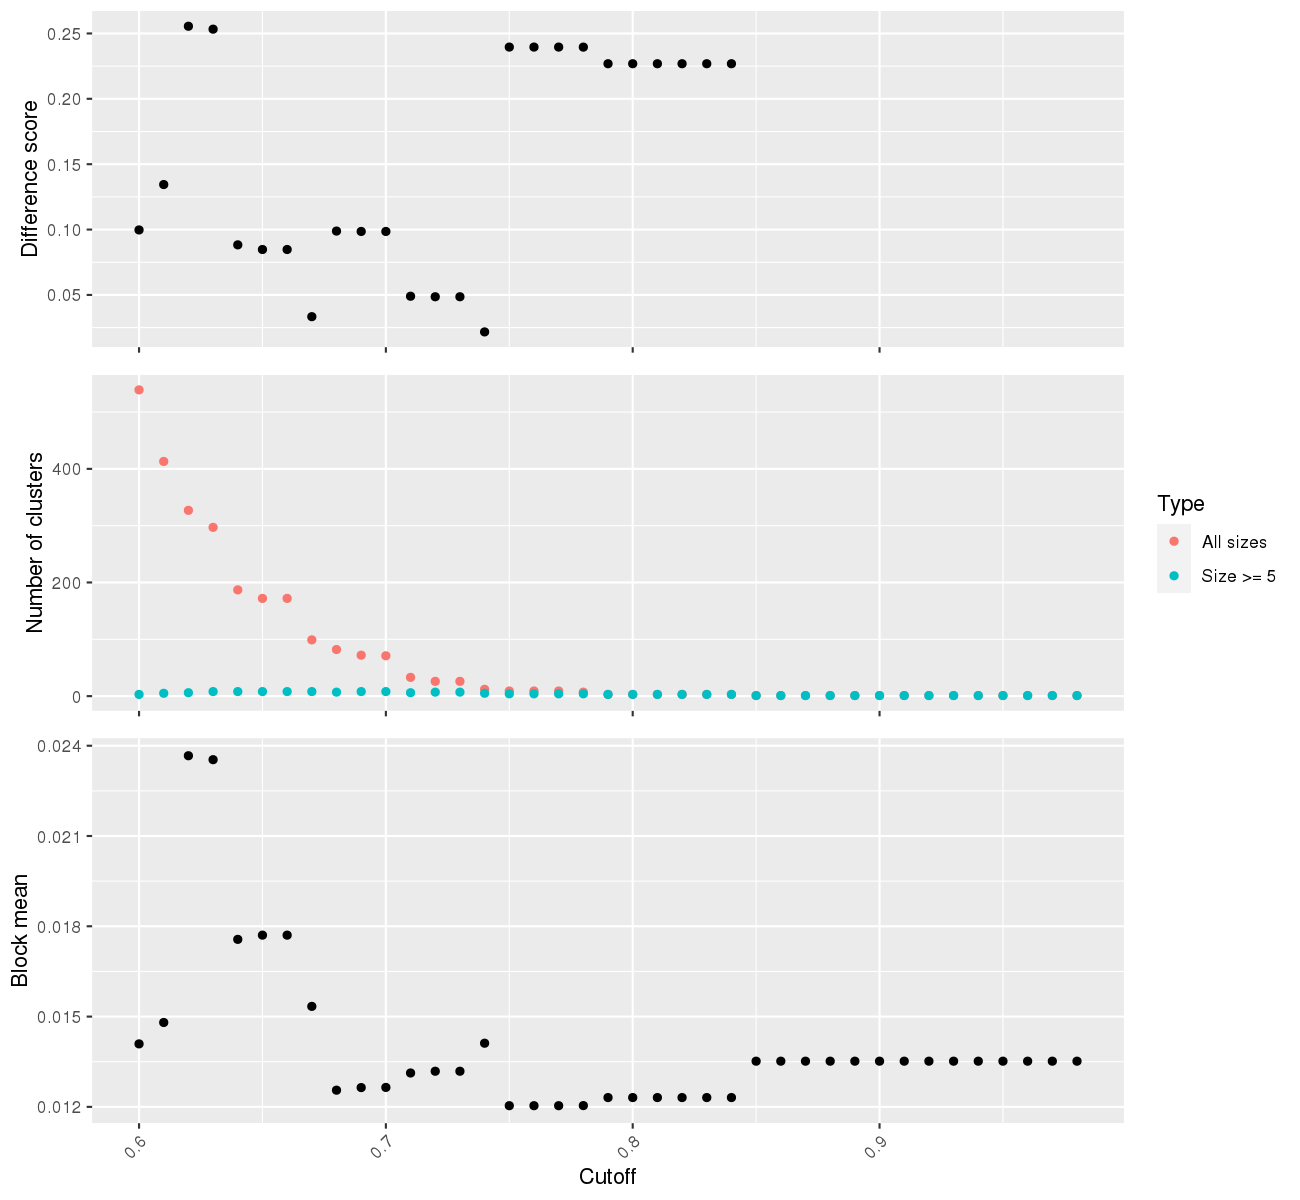 Difference score
0.25
0.20
0.15
0.10
0.05
Number of clusters
400
200
0
Type
All sizes
Size >= 5
Block mean
0.024
0.021
0.018
0.015
0.012
0.6
0.7
0.8
0.9
Cutoff